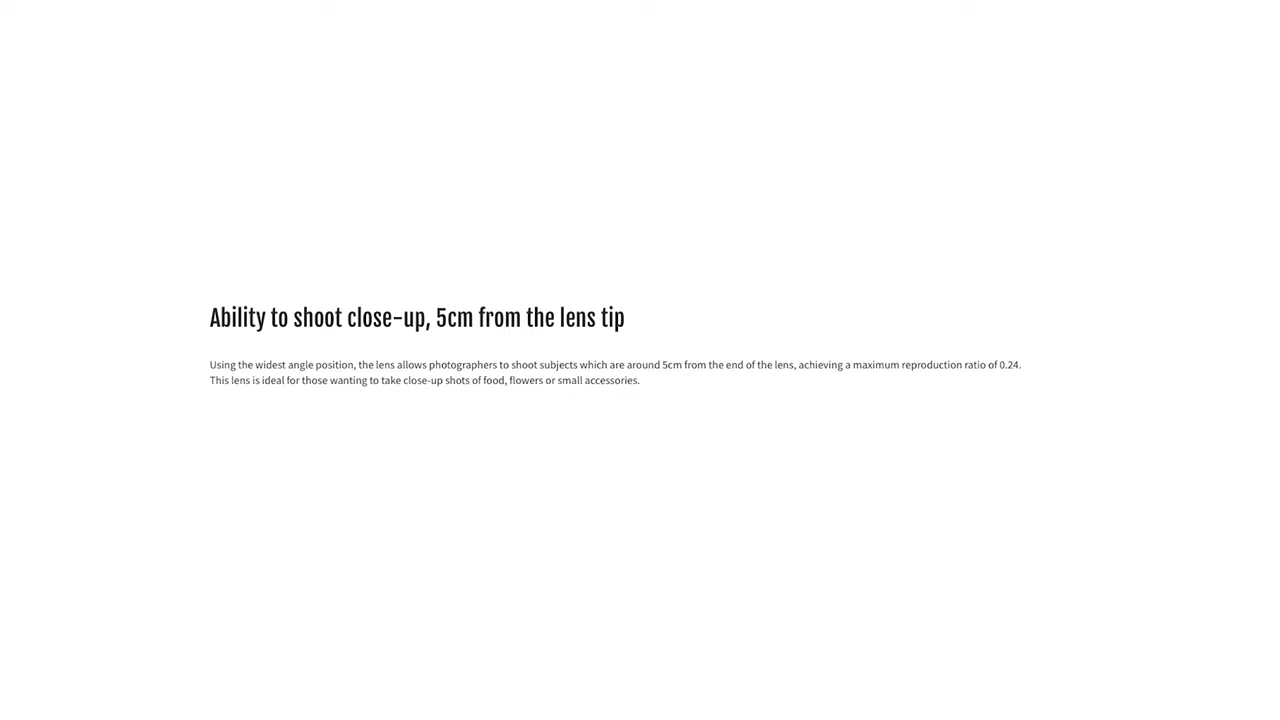 Ability to shoot close-up, 5cm from the lens tip
Using the widest angle position, the lens allows photographers to shoot subjects which are around 5cm from the end of the lens, achieving a maximum reproduction ratio of 0.24.
This lens is ideal for those wanting to take close-up shots of food, flowers or small accessories.